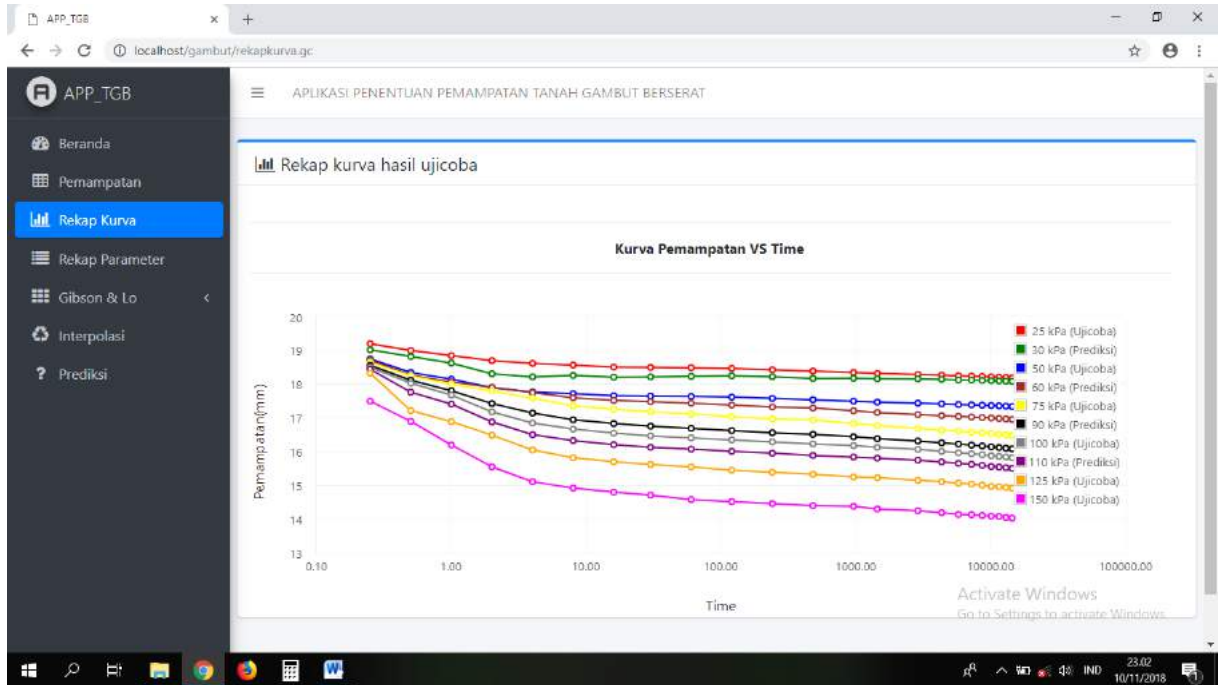 APP_TGB
localhost/gambut/rekapkurva.gc
APP_TGB
APLIKASI PENENTUAN PEMAMPATAN TANAH GAMBUT BERSERAT
Beranda
Pemampatan
Rekap Kurva
Rekap Parameter
Gibson & Lo
Interpolasi
? Prediksi
Rekap kurva hasil ujicoba
Kurva Pemampatan VS Time
Pemampatan(mm)
20
19
18
17
16
15
14
13
25 kPa (Ujicoba)
30 kPa (Prediksi)
50 kPa (Ujicoba)
60 kPa (Prediksi)
75 kPa (Ujicoba)
90 kPa (Prediksi)
100 kPa (Ujicoba)
110 kPa (Prediksi)
125 kPa (Ujicoba)
150 kPa (Ujicoba)
0.10 1.00 10.00 100.00 1000.00 10000.00 100000.00
Time
Activate Windows
Go to Settings to activate Windows.
IND
23.02
10/11/2018